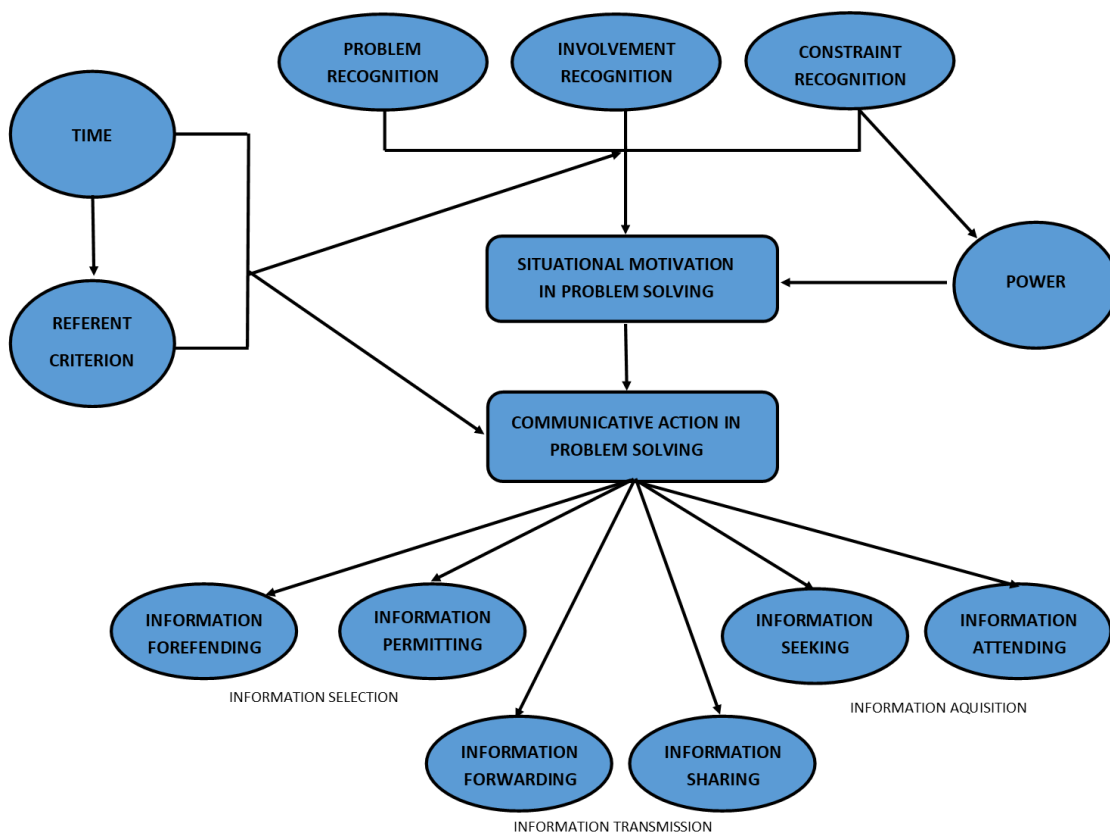 PROBLEM
RECOGNITION
INVOLVEMENT
RECOGNITION
CONSTRAINT
RECOGNITION
TIME
SITUATIONAL MOTIVATION
IN PROBLEM SOLVING
POWER
REFERENT
CRITERION
COMMUNICATIVE ACTION IN
PROBLEM SOLVING
INFORMATION
FOREFENDING
INFORMATION
PERMITTING
INFORMATION
SEEKING
INFORMATION
ATTENDING
INFORMATION SELECTION
INFORMATION AQUISITION
INFORMATION
FORWARDING
INFORMATION
SHARING
INFORMATION TRANSMISSION